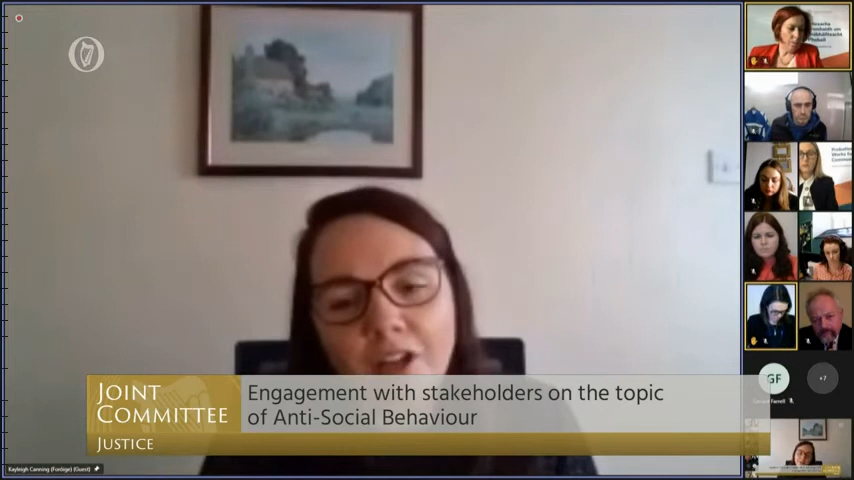 JOINT
COMMITTEE
JUSTICE
Engagement with stakeholders on the topic
of Anti-Social Behaviour
Kayleigh Canning (Foróige) (Guest)
GF
+7